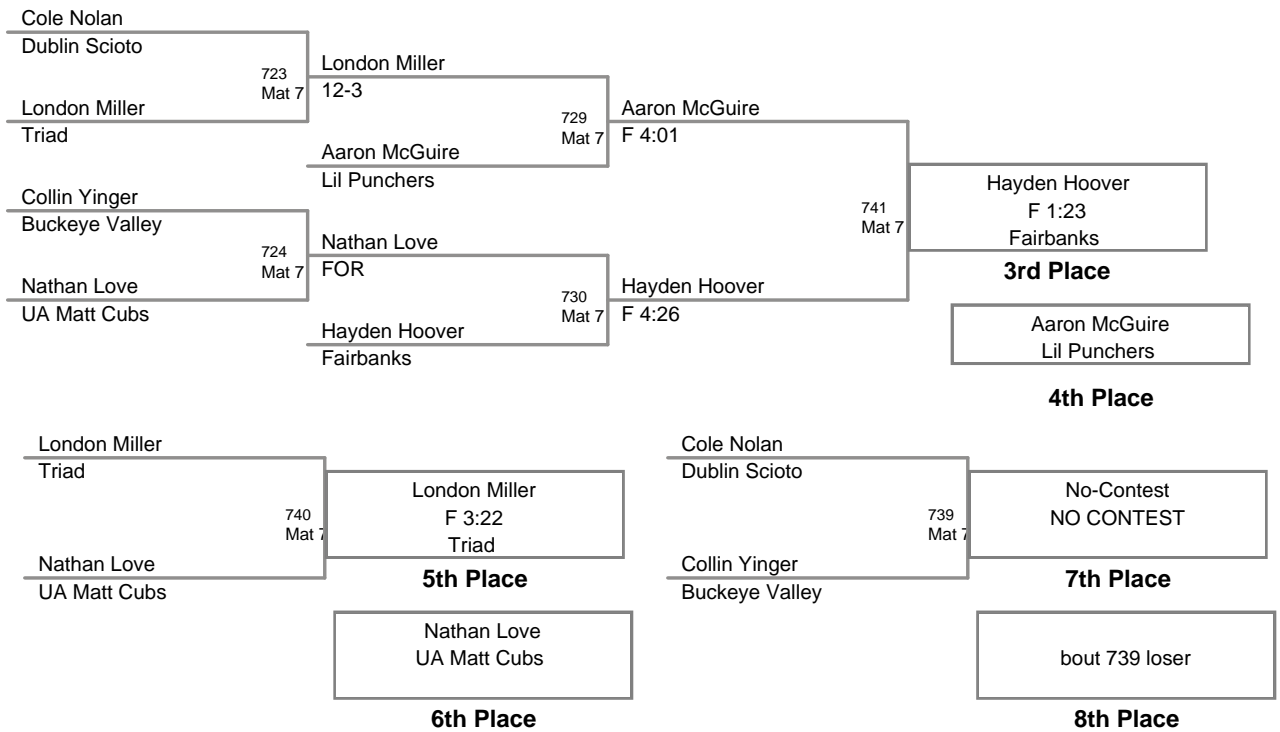 Cole Nolan
Dublin Scioto
723
Mat 7
London Miller
Triad
London Miller
12-3
729
Mat 7
Aaron McGuire
Lil Punchers
Aaron McGuire
F 4:01
Collin Yinger
Buckeye Valley
724
Mat 7
Nathan Love
UA Matt Cubs
Nathan Love
FOR
730
Mat 7
Hayden Hoover
Fairbanks
Hayden Hoover
F 4:26
741
Mat 7
Hayden Hoover
F 1:23
Fairbanks
3rd Place
Aaron McGuire
Lil Punchers
4th Place
London Miller
Triad
740
Mat 7
Nathan Love
UA Matt Cubs
London Miller
F 3:22
Triad
5th Place
Nathan Love
UA Matt Cubs
6th Place
Cole Nolan
Dublin Scioto
739
Mat 7
Collin Yinger
Buckeye Valley
No-Contest
NO CONTEST
7th Place
bout 739 loser
8th Place